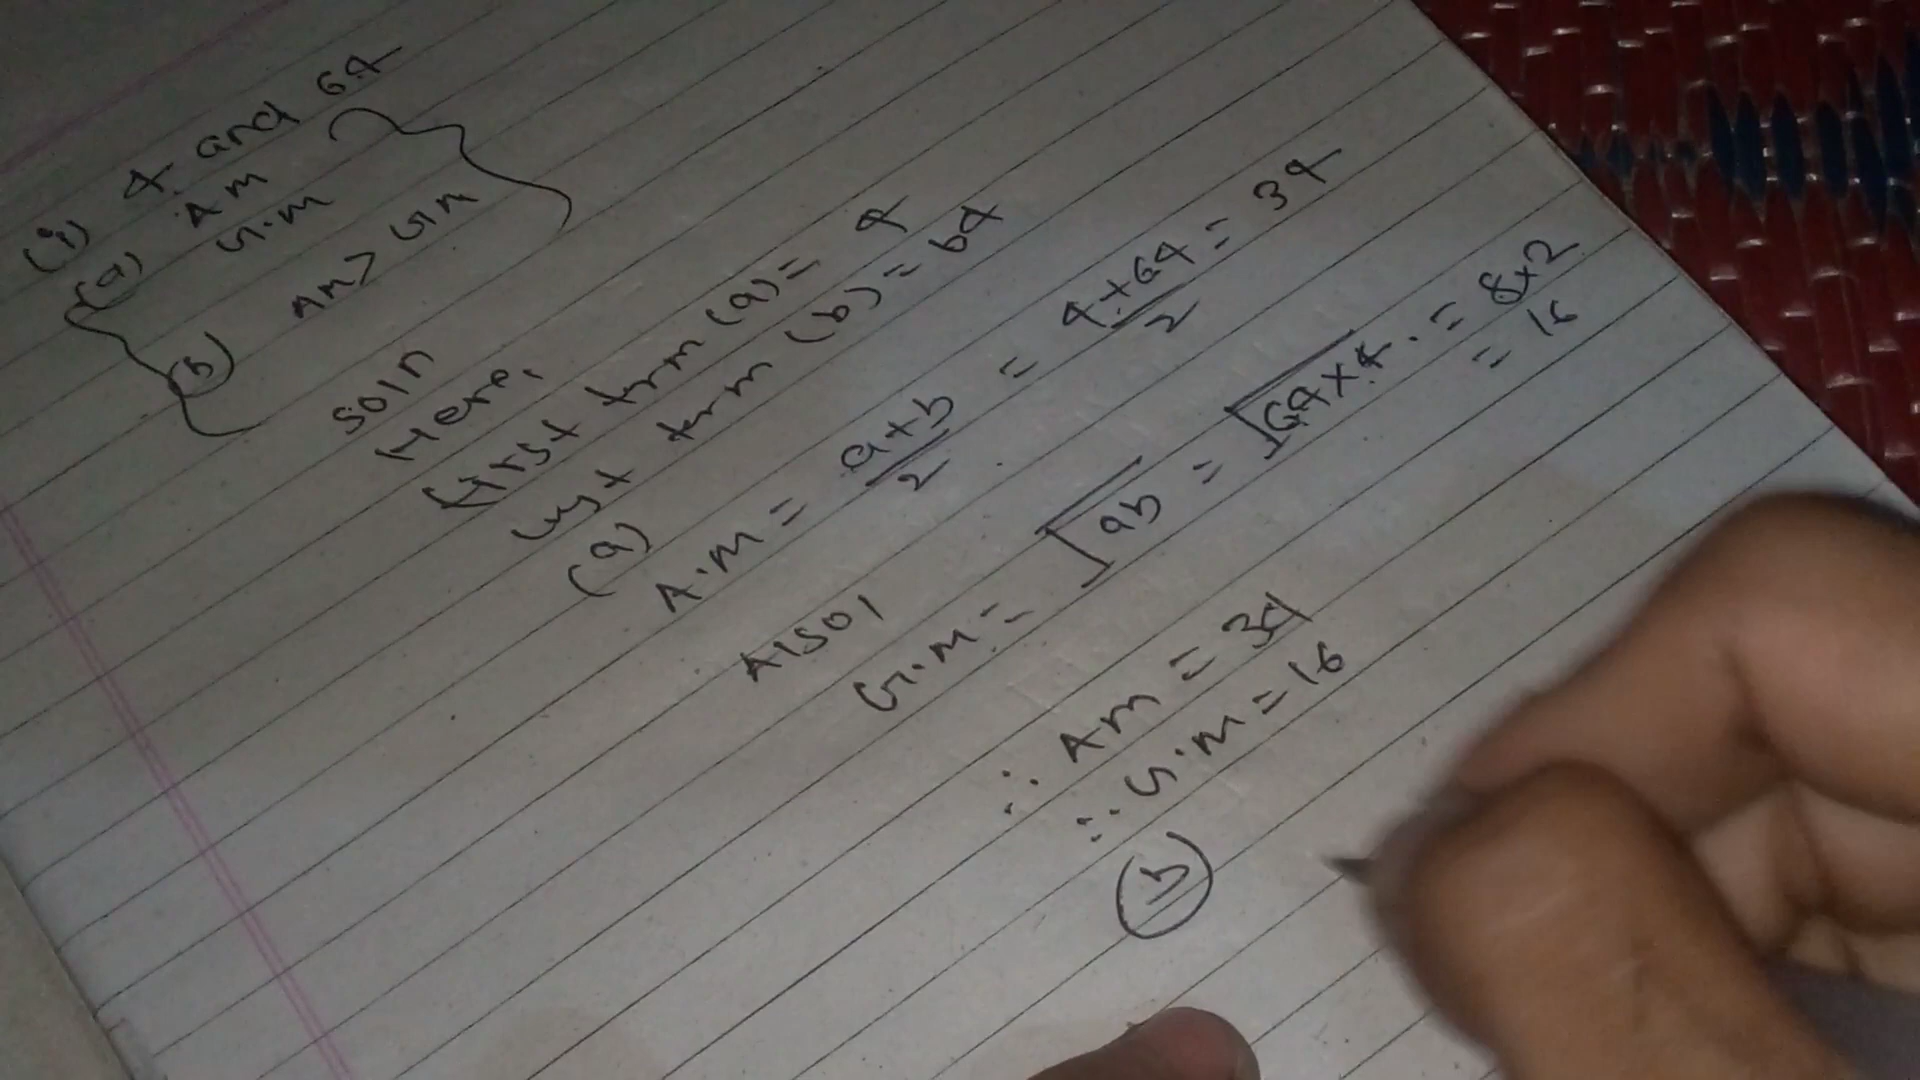 (i) 4 and 64
(a) AM
G.M
(b) AM > GM
Soln
Here,
first term (a) = 4
last term (b) = 64
(a)
A.M = a+b/2 = 4+64/2 = 34
Also,
G.M = √ab = √64×4 = 8×2
= 16
∴ AM = 34
∴ G.M = 16
(b)